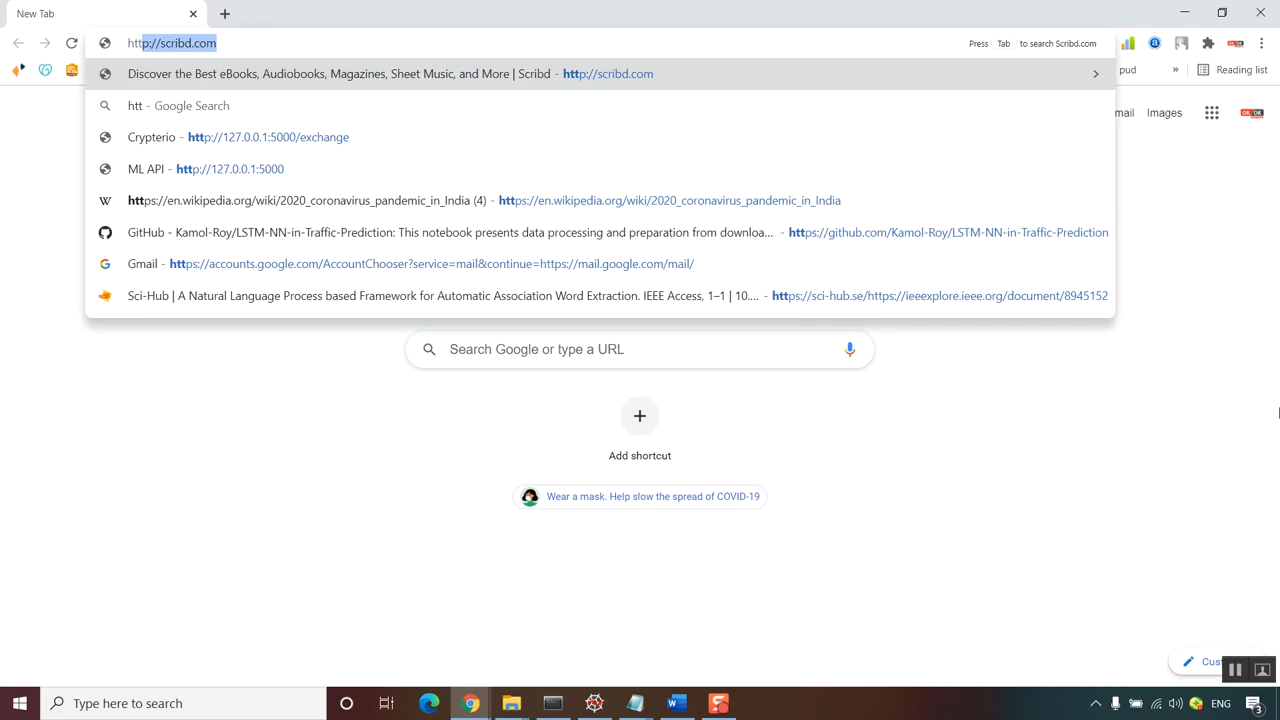 New Tab
http://scribd.com
Press Tab to search Scribd.com
Discover the Best eBooks, Audiobooks, Magazines, Sheet Music, and More | Scribd - http://scribd.com
pud
»
Reading list
htt - Google Search
mail Images
Crypterio - http://127.0.0.1:5000/exchange
ML API - http://127.0.0.1:5000
https://en.wikipedia.org/wiki/2020_coronavirus_pandemic_in_India (4) - https://en.wikipedia.org/wiki/2020_coronavirus_pandemic_in_India
GitHub - Kamol-Roy/LSTM-NN-in-Traffic-Prediction: This notebook presents data processing and preparation from downloa... - https://github.com/Kamol-Roy/LSTM-NN-in-Traffic-Prediction
Gmail - https://accounts.google.com/AccountChooser?service=mail&continue=https://mail.google.com/mail/
Sci-Hub | A Natural Language Process based Framework for Automatic Association Word Extraction. IEEE Access, 1–1 | 10.... - https://sci-hub.se/https://ieeexplore.ieee.org/document/8945152
Search Google or type a URL
Add shortcut
Wear a mask. Help slow the spread of COVID-19
Cus
Type here to search
ENG
3